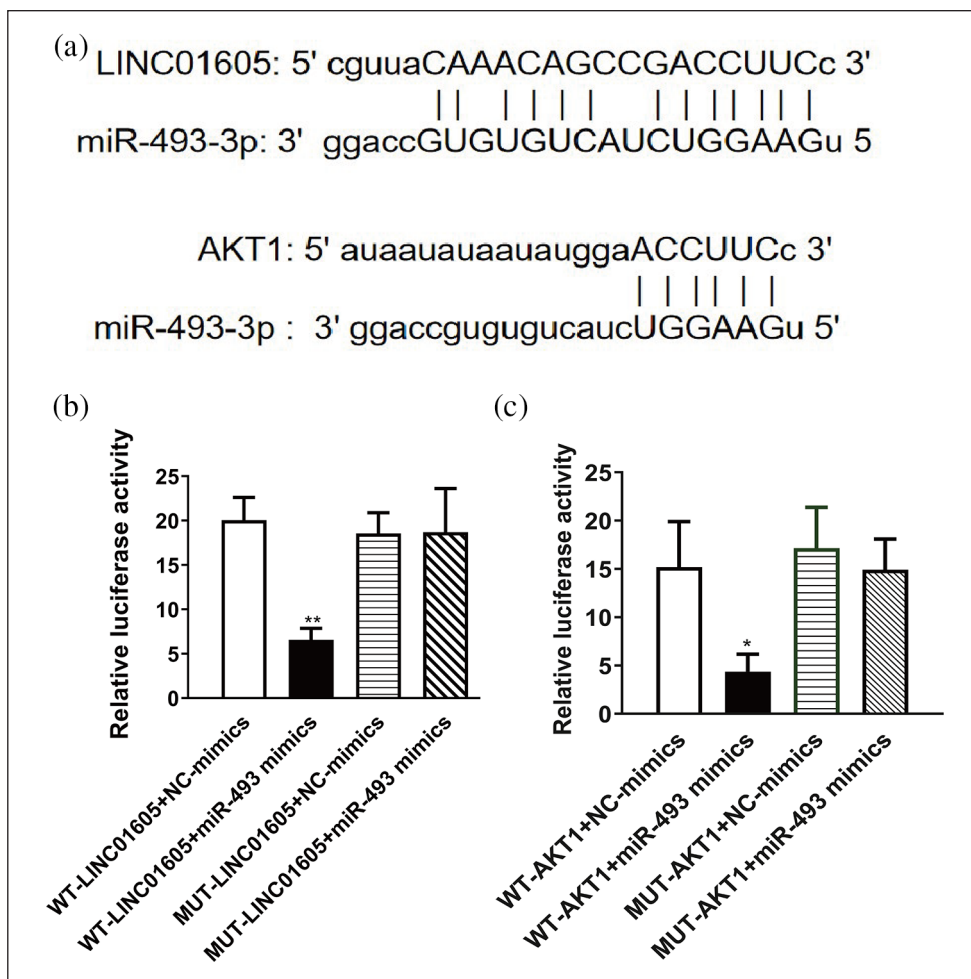 (a)
LINC01605: 5' cguuaCAAACAGCCGACCUUCc 3'
miR-493-3p: 3' ggaccGUGUGUCAUCUGGAAGu 5
AKT1: 5' auaauauaauauggaACCUUCc 3'
miR-493-3p : 3' ggaccgugugucaucUGGAAGu 5'
(b)
Relative luciferase activity
25
20
15
10
5
0
**
WT-LINC01605+NC-mimics
WT-LINC01605+miR-493 mimics
MUT-LINC01605+NC-mimics
MUT-LINC01605+miR-493 mimics
(c)
Relative luciferase activity
25
20
15
10
5
0
*
WT-AKT1+NC-mimics
WT-AKT1+miR-493 mimics
MUT-AKT1+NC-mimics
MUT-AKT1+miR-493 mimics